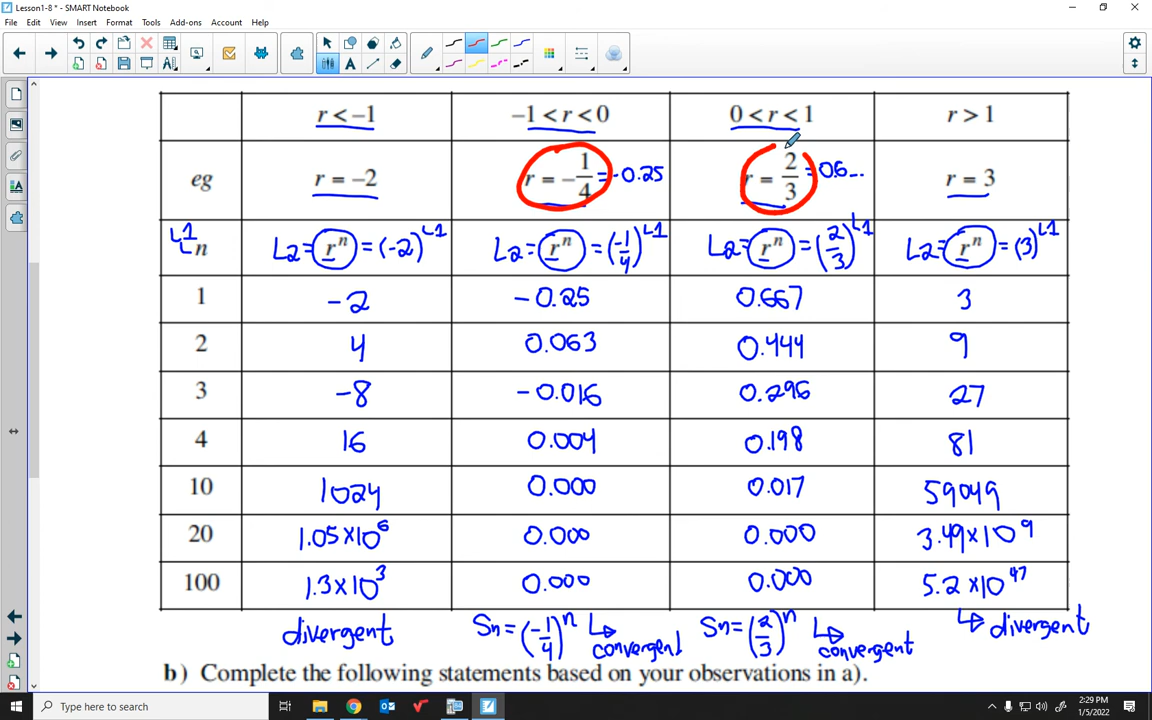 Lesson1-8 * - SMART Notebook
File Edit View Insert Format Tools Add-ons Account Help
r < −1 −1 < r < 0 0 < r < 1 r > 1
eg r = −2 r = −1/4 = -0.25 r = 2/3 = 0.6... r = 3
L1 n L2 = r^n = (-2)^L1 L2 = r^n = (-1/4)^L1 L2 = r^n = (2/3)^L1 L2 = r^n = (3)^L1
1 -2 -0.25 0.667 3
2 4 0.063 0.444 9
3 -8 -0.016 0.296 27
4 16 0.004 0.198 81
10 1024 0.000 0.017 59049
20 1.05×10^6 0.000 0.000 3.49×10^9
100 1.3×10^3 0.000 0.000 5.2×10^47
divergent Sn = (-1/4)^n ↳ convergent Sn = (2/3)^n ↳ convergent ↳ divergent
b) Complete the following statements based on your observations in a).
Type here to search
2:29 PM
1/5/2022